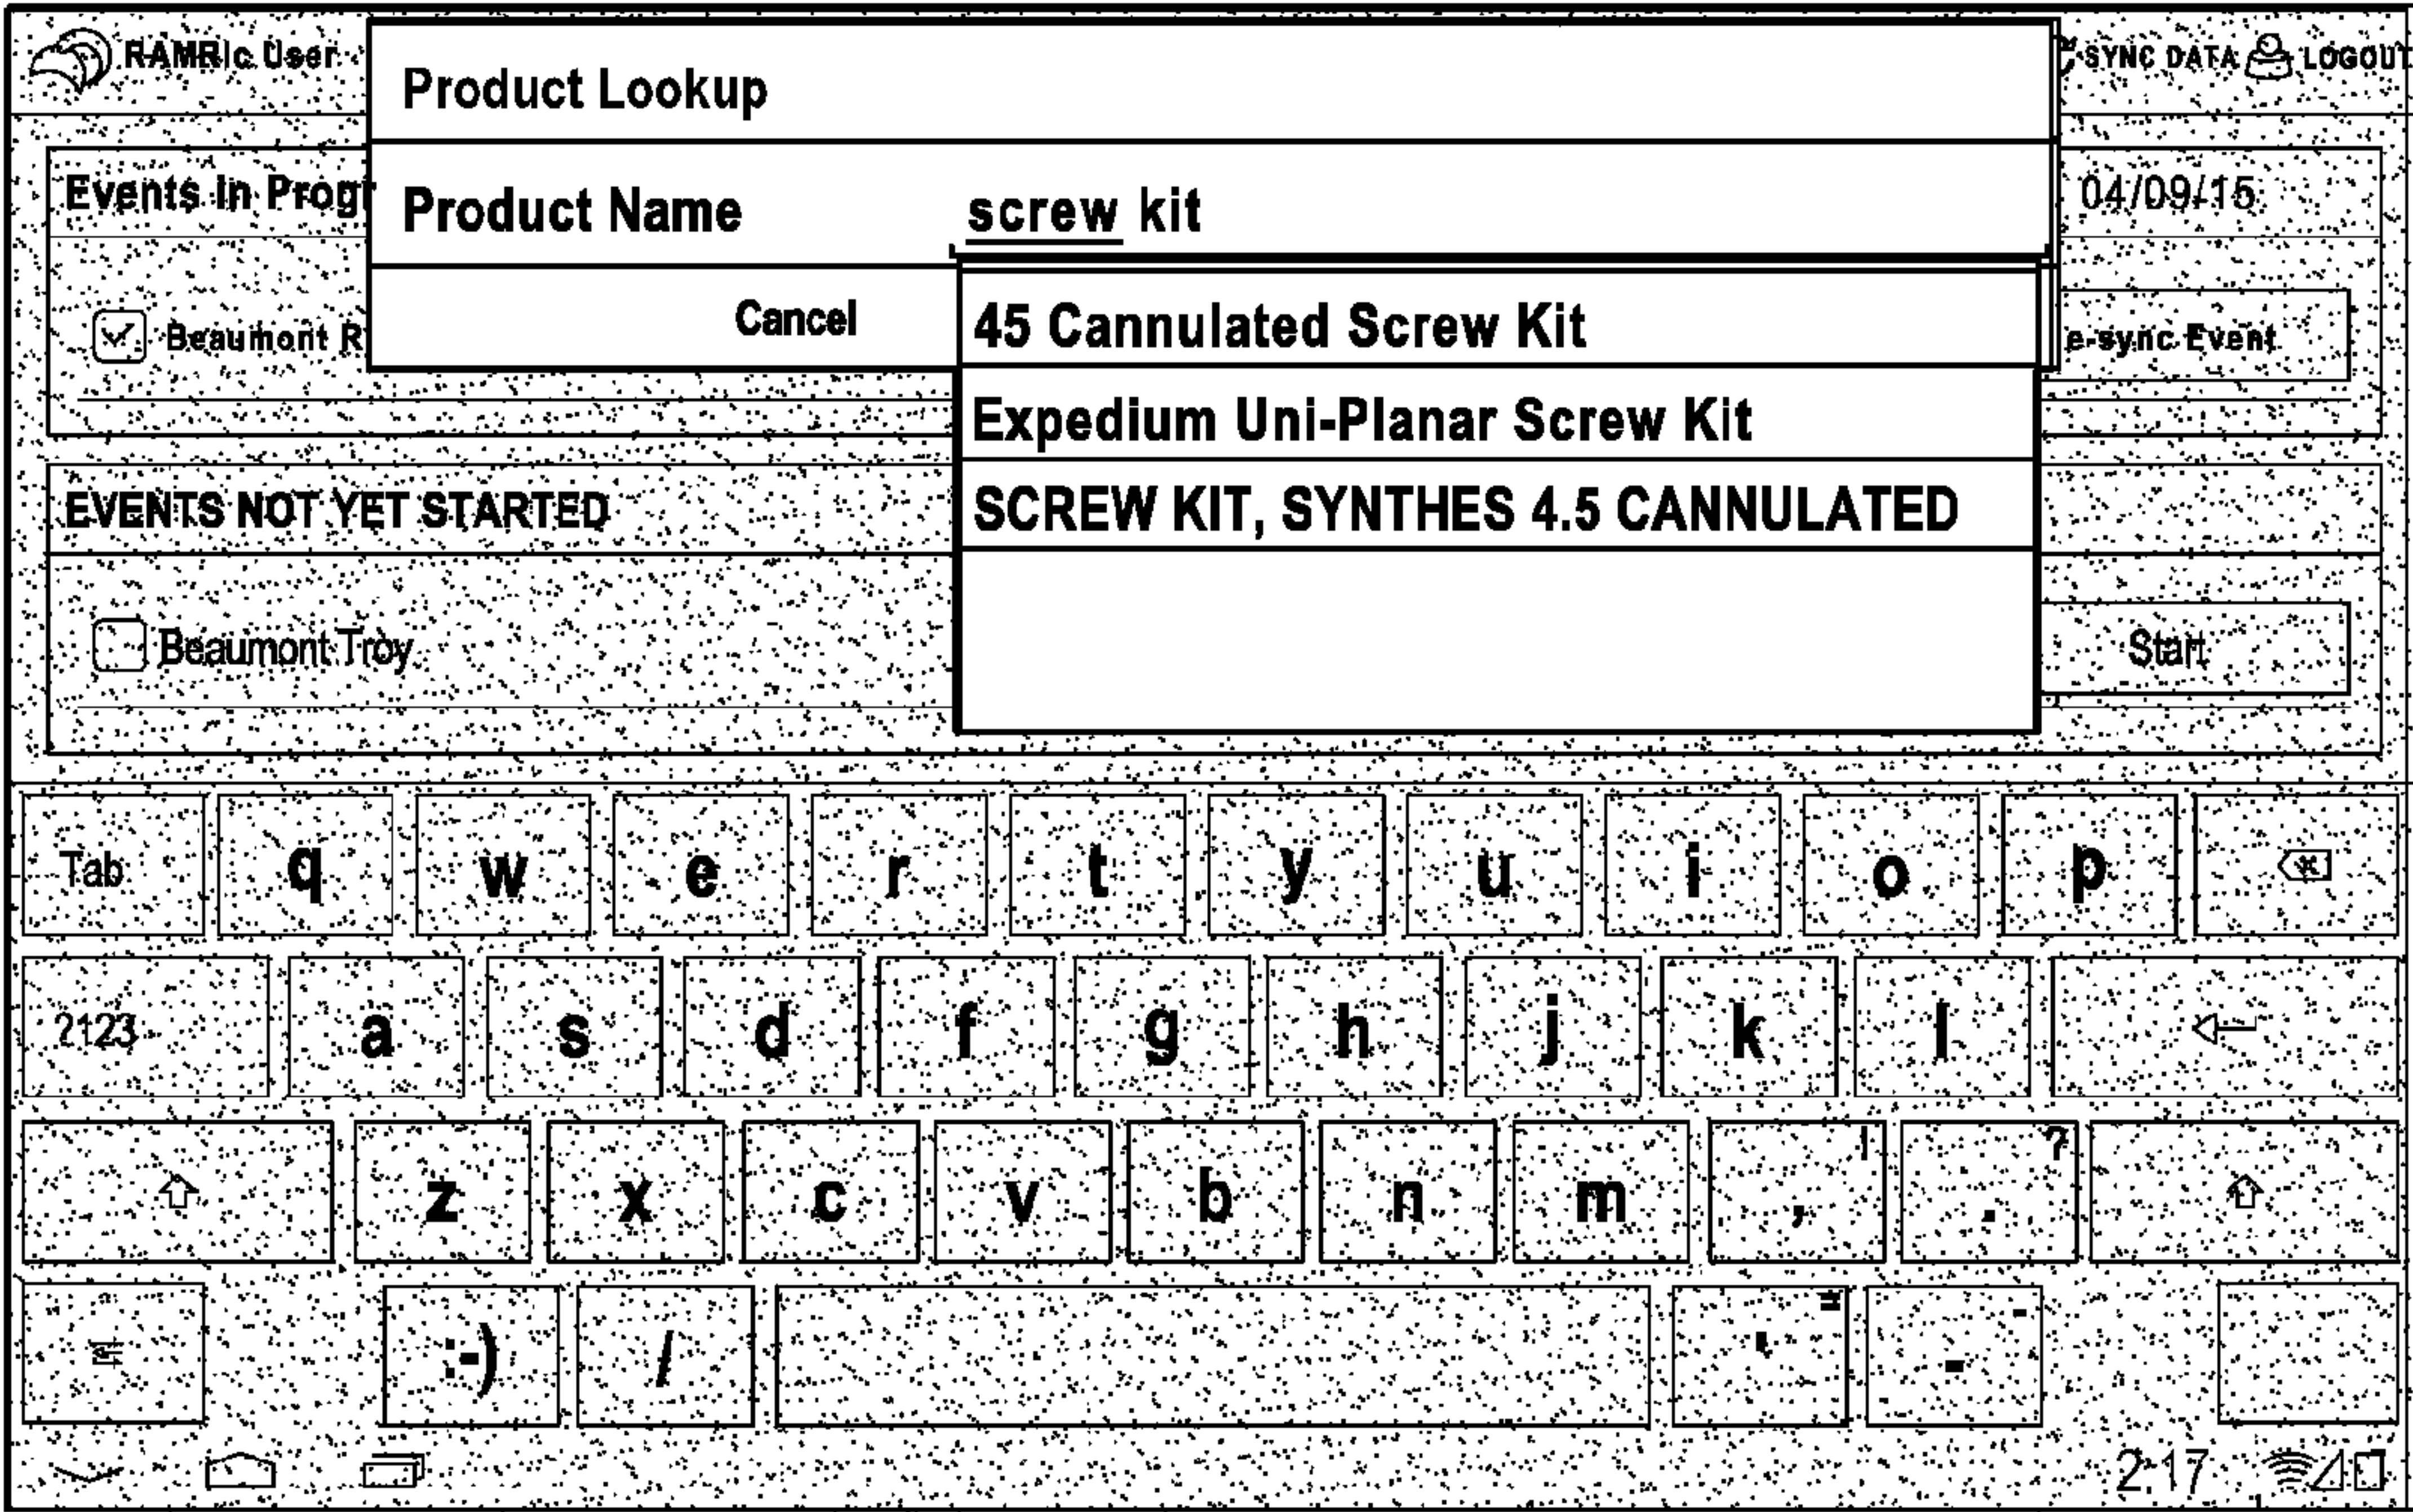 RAMRIc User
SYNC DATA
LOGOUT
Product Lookup
Events In Progr
04/09/15
Product Name
screw kit
Beaumont R
Cancel
45 Cannulated Screw Kit
e-sync Event
Expedium Uni-Planar Screw Kit
EVENTS NOT YET STARTED
SCREW KIT, SYNTHES 4.5 CANNULATED
Beaumont Troy
Start
Tab q w e r t y u i o p
?123 a s d f g h j k l
z x c v b n m , ! . ?
:-) / ' " - -
2:17